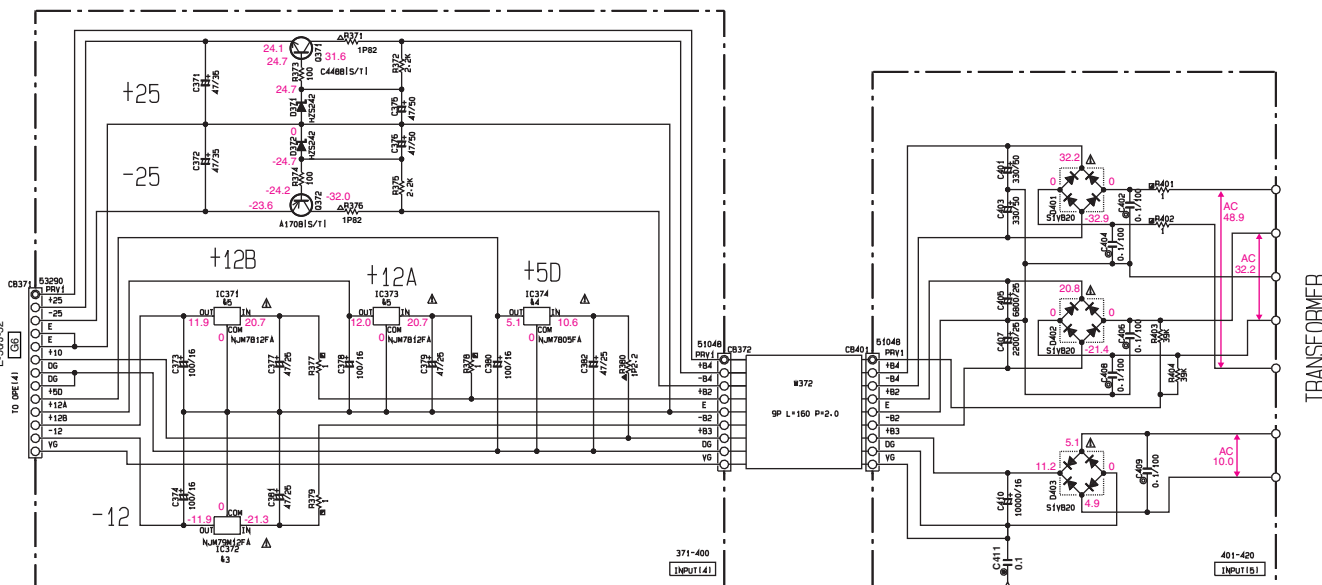 24.1
24.7
Q371
31.6
R371
1P82
C4488(S/T)
R372
2.2K
R373
100
24.7
D371
HZS242
C371
47/35
C375
47/50
+25
0
D372
HZS242
C376
47/50
C372
47/35
-25
-24.7
R374
100
R375
2.2K
-24.2
-23.6
Q372
-32.0
R376
1P82
A1708(S/T)
+12B
+12A
+5D
CB371
53290
PRV1
+25
-25
E
E
+10
DG
DG
+5D
+12A
+12B
-12
VG
G6
TO OPE(4)
IC371
OUT
IN
11.9
20.7
COM
0
NJM7812FA
IC373
OUT
IN
12.0
20.7
COM
0
NJM7812FA
IC374
OUT
IN
5.1
10.6
COM
0
NJM7805FA
C373
100/16
C377
47/25
R377
1
C378
100/16
C379
47/25
R378
1
C380
100/16
C382
47/25
R380
1P2.2
-12
C374
100/16
C381
47/25
R379
1
0
COM
-11.9
-21.3
OUT
IN
NJM79M12FA
IC372
51048
CB372
PRV1
+B4
-B4
+B2
E
-B2
+B3
DG
VG
W372
9P L=160 P=2.0
CB401
51048
PRV1
+B4
-B4
+B2
E
-B2
+B3
DG
VG
371-400
INPUT(4)
C401
330/50
C403
330/50
32.2
0
0
-32.9
D401
S1VB20
C402
0.1/100
C404
0.1/100
R401
1
R402
1
AC
48.9
AC
32.2
C405
6800/25
C407
2200/25
20.8
0
0
-21.4
D402
S1VB20
C406
0.1/100
C408
0.1/100
R403
39K
R404
39K
TRANSFORMER
5.1
11.2
0
4.9
D403
S1VB20
C409
0.1/100
AC
10.0
C410
10000/16
C411
0.1
401-420
INPUT(5)